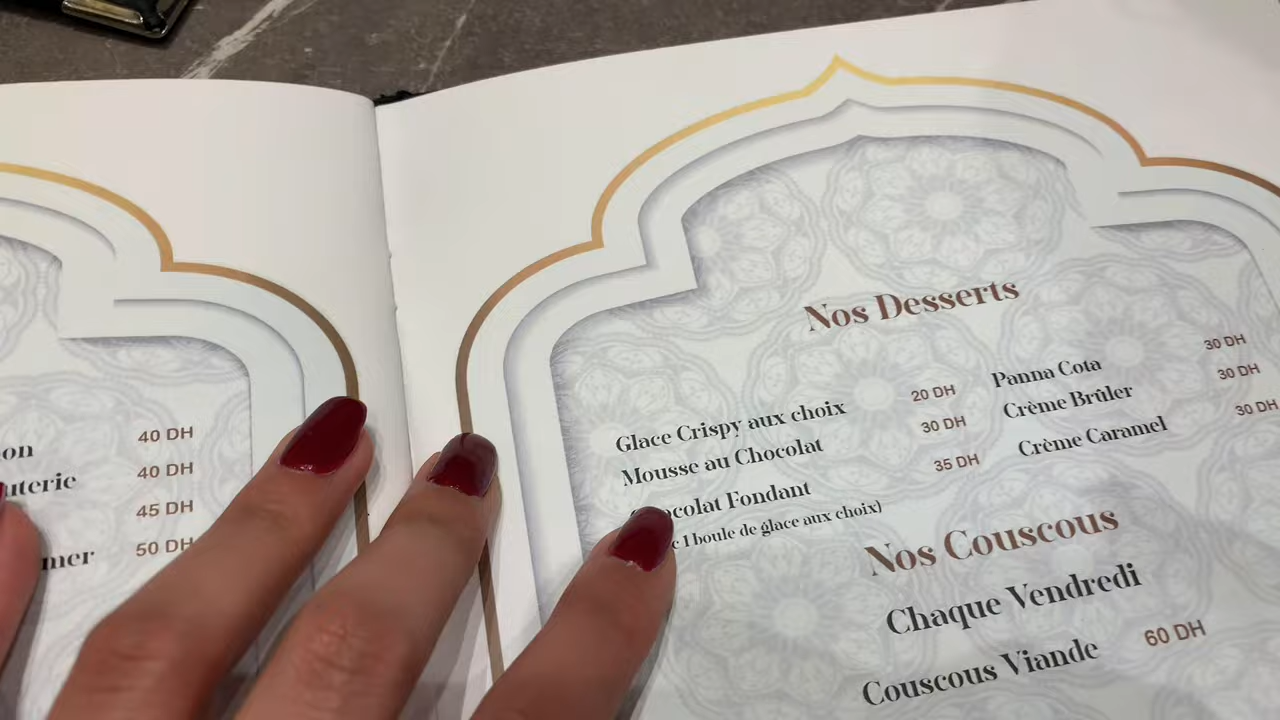 40 DH
40 DH
45 DH
50 DH
Nos Desserts
Glace Crispy aux choix 20 DH
Mousse au Chocolat 30 DH
Fondant 35 DH
1 boule de glace aux choix)
Panna Cota 30 DH
Crème Brûler 30 DH
Crème Caramel 30 DH
Nos Couscous
Chaque Vendredi
Couscous Viande 60 DH